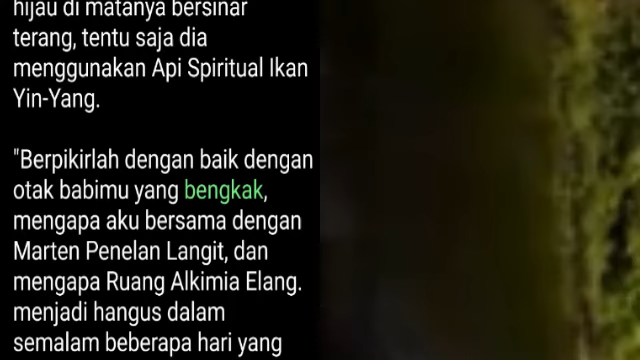 hijau di matanya bersinar
terang, tentu saja dia
menggunakan Api Spiritual Ikan
Yin-Yang.
"Berpikirlah dengan baik dengan
otak babimu yang bengkak,
mengapa aku bersama dengan
Marten Penelan Langit, dan
mengapa Ruang Alkimia Elang.
menjadi hangus dalam
semalam beberapa hari yang